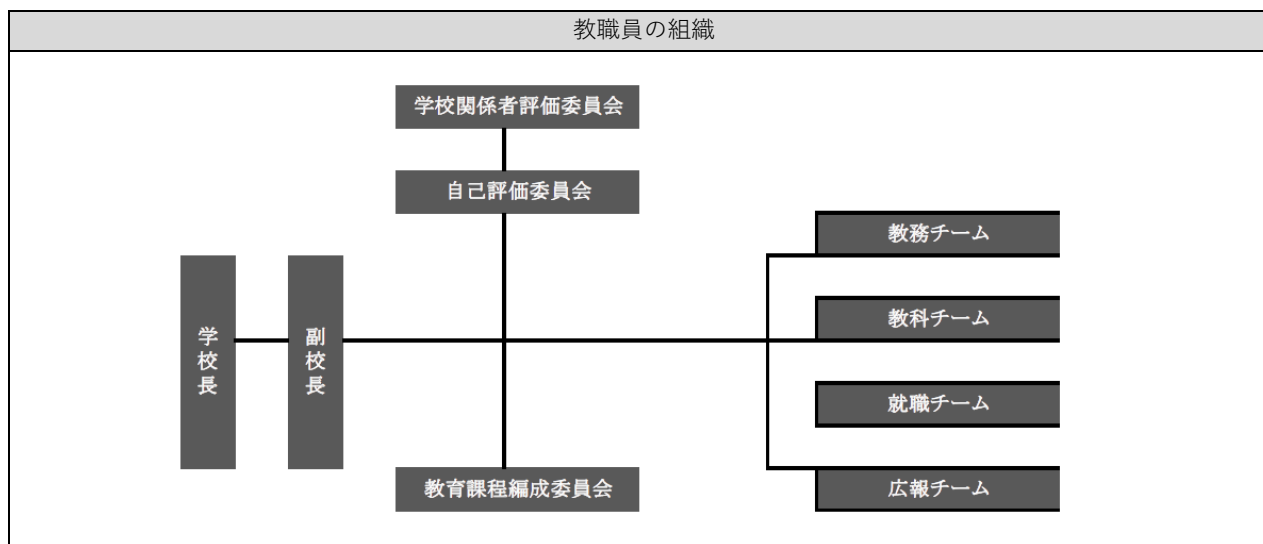 教職員の組織
学校関係者評価委員会
自己評価委員会
教務チーム
教科チーム
学校長
副校長
就職チーム
教育課程編成委員会
広報チーム